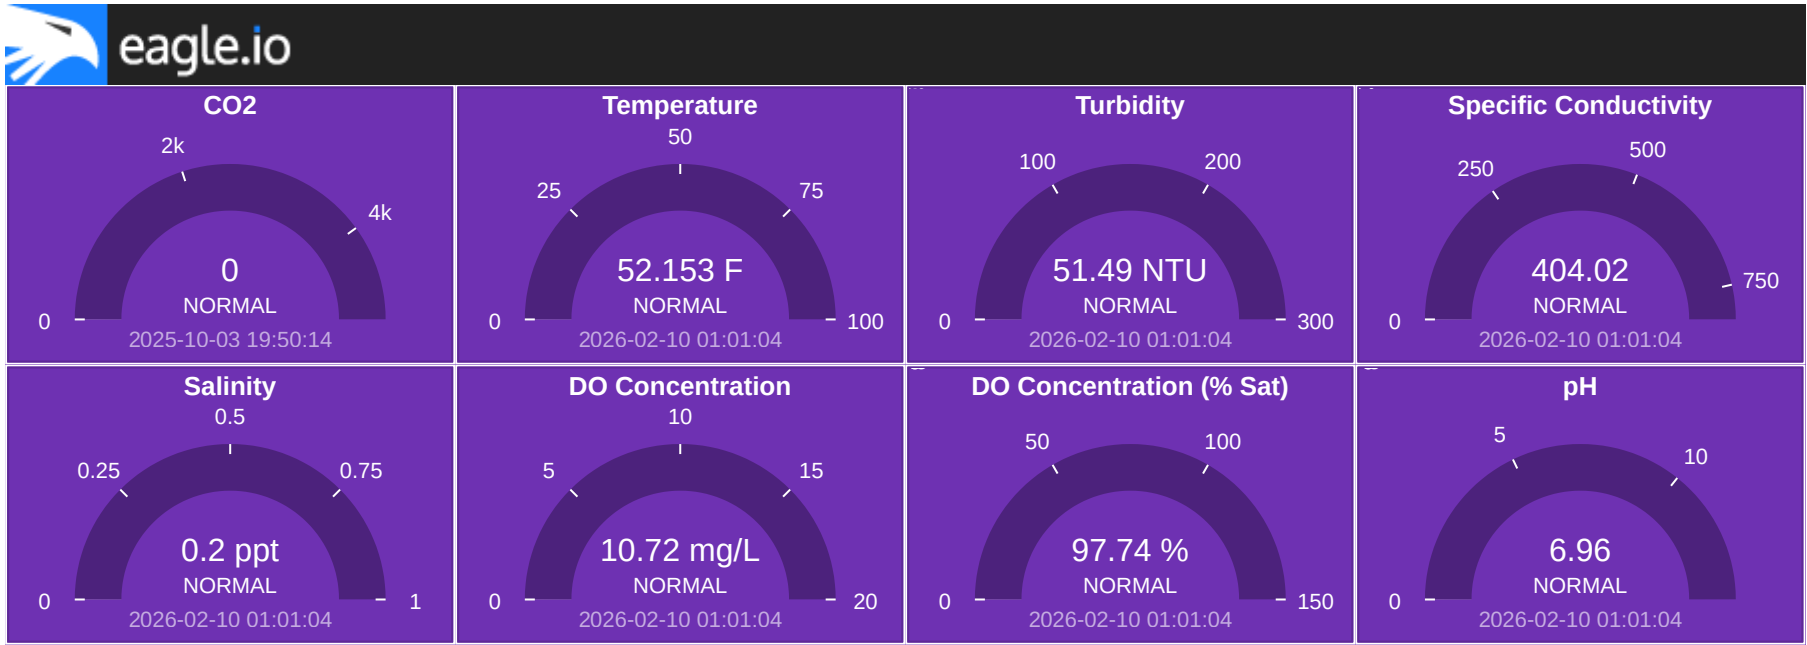 eagle.io
CO2
2k
4k
0
0
NORMAL
2025-10-03 19:50:14
Temperature
50
25
75
52.153 F
NORMAL
0
100
2026-02-10 01:01:04
Turbidity
100
200
51.49 NTU
NORMAL
0
300
2026-02-10 01:01:04
Specific Conductivity
500
250
750
404.02
NORMAL
0
2026-02-10 01:01:04
Salinity
0.5
0.25
0.75
0.2 ppt
NORMAL
0
1
2026-02-10 01:01:04
DO Concentration
10
5
15
10.72 mg/L
NORMAL
0
20
2026-02-10 01:01:04
DO Concentration (% Sat)
50
100
97.74 %
NORMAL
0
150
2026-02-10 01:01:04
pH
5
10
6.96
NORMAL
0
2026-02-10 01:01:04